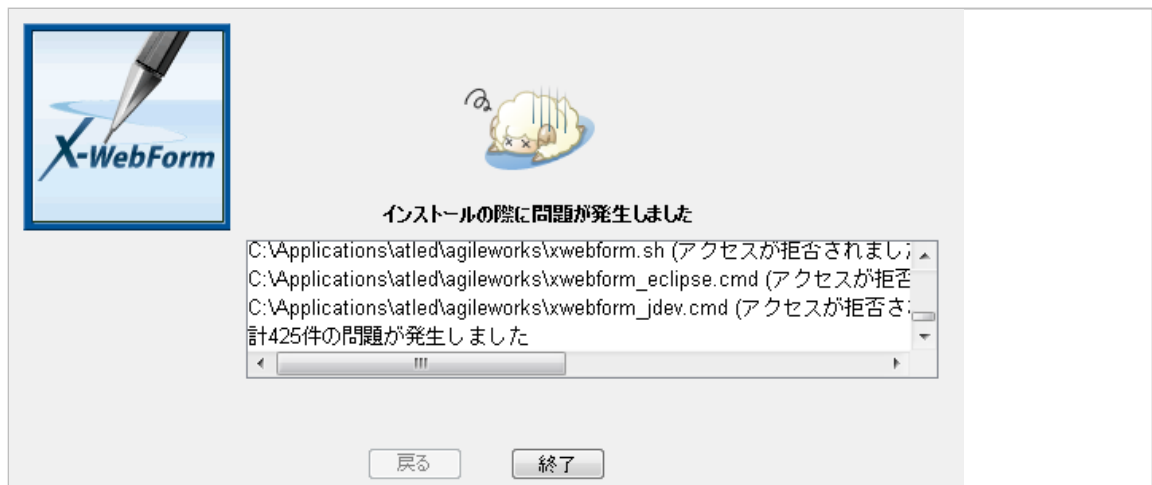 X-WebForm
インストールの際に問題が発生しました
C:\Applications\atled\agileworks\xwebform.sh (アクセスが拒否されまし
C:\Applications\atled\agileworks\xwebform_eclipse.cmd (アクセスが拒否
C:\Applications\atled\agileworks\xwebform_jdev.cmd (アクセスが拒否さ
計425件の問題が発生しました
戻る
終了